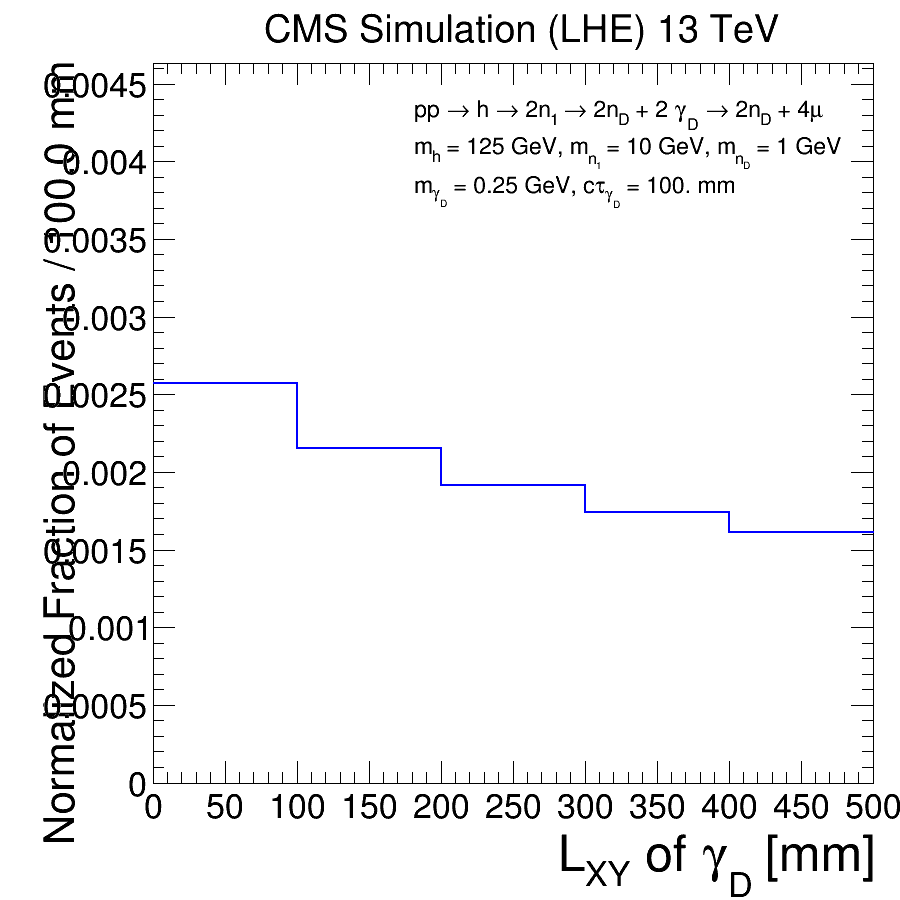 CMS Simulation (LHE) 13 TeV
pp → h → 2n1 → 2nD + 2 γD → 2nD + 4μ
mh = 125 GeV, mn1 = 10 GeV, mnD = 1 GeV
mγD = 0.25 GeV, cτγD = 100. mm
Normalized Fraction of Events / 100.0 mm
0.0045
0.004
0.0035
0.003
0.0025
0.002
0.0015
0.001
0.0005
0
0 50 100 150 200 250 300 350 400 450 500
LXY of γD [mm]